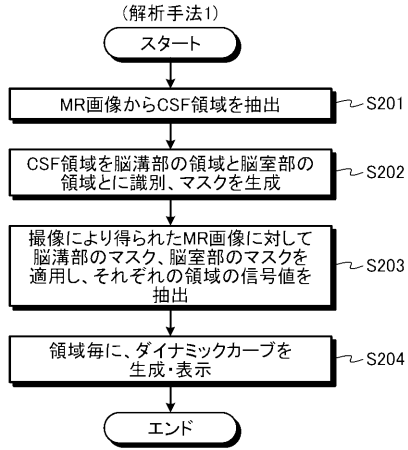 (解析手法1)
スタート
MR画像からCSF領域を抽出
S201
CSF領域を脳溝部の領域と脳室部の
領域とに識別、マスクを生成
S202
撮像により得られたMR画像に対して
脳溝部のマスク、脳室部のマスクを
適用し、それぞれの領域の信号値を
抽出
S203
領域毎に、ダイナミックカーブを
生成・表示
S204
エンド